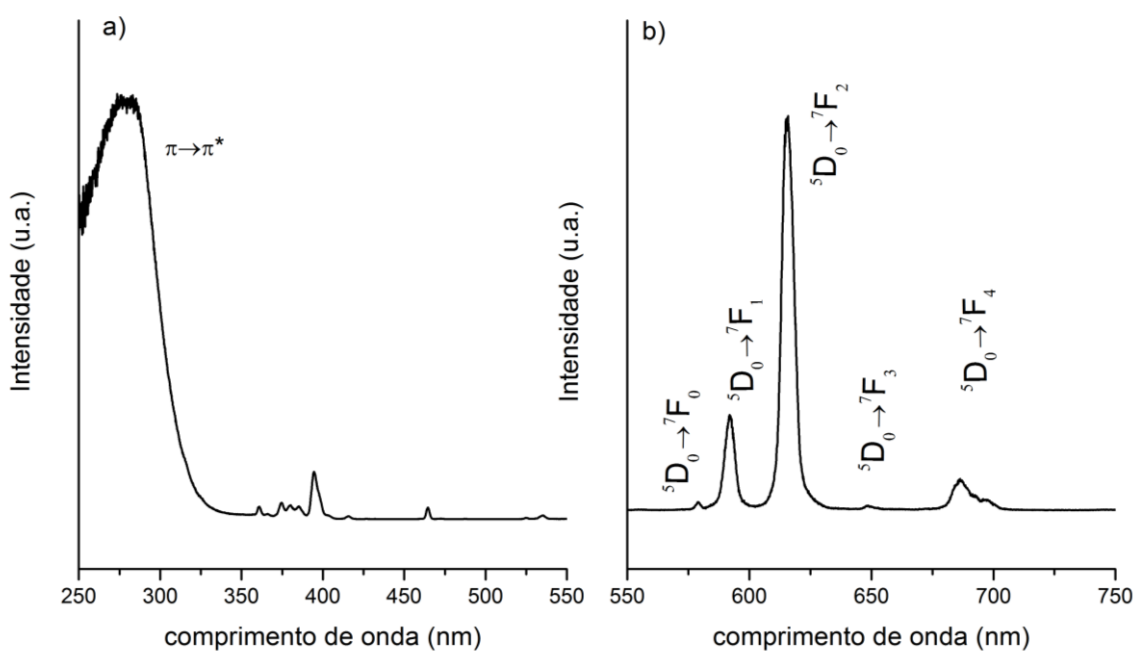 a)
π→π*
Intensidade (u.a.)
250 300 350 400 450 500 550
comprimento de onda (nm)
b)
⁵D₀→⁷F₀
⁵D₀→⁷F₁
⁵D₀→⁷F₂
⁵D₀→⁷F₃
⁵D₀→⁷F₄
Intensidade (u.a.)
550 600 650 700 750
comprimento de onda (nm)